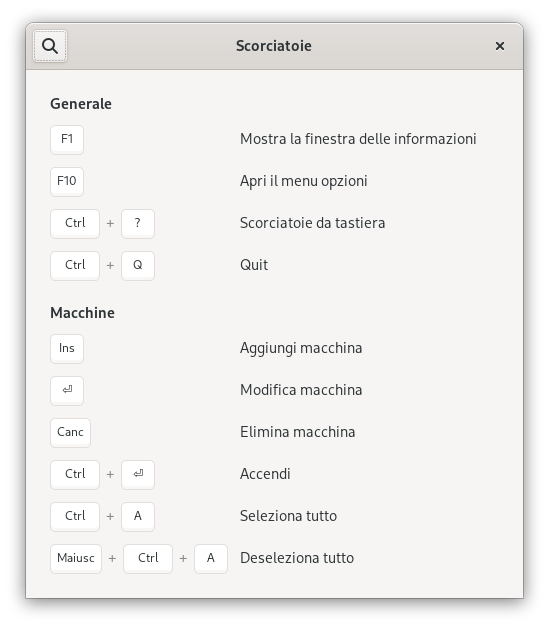 Scorciatoie
Generale
F1 Mostra la finestra delle informazioni
F10 Apri il menu opzioni
Ctrl + ? Scorciatoie da tastiera
Ctrl + Q Quit
Macchine
Ins Aggiungi macchina
⏎ Modifica macchina
Canc Elimina macchina
Ctrl + ⏎ Accendi
Ctrl + A Seleziona tutto
Maiusc + Ctrl + A Deseleziona tutto